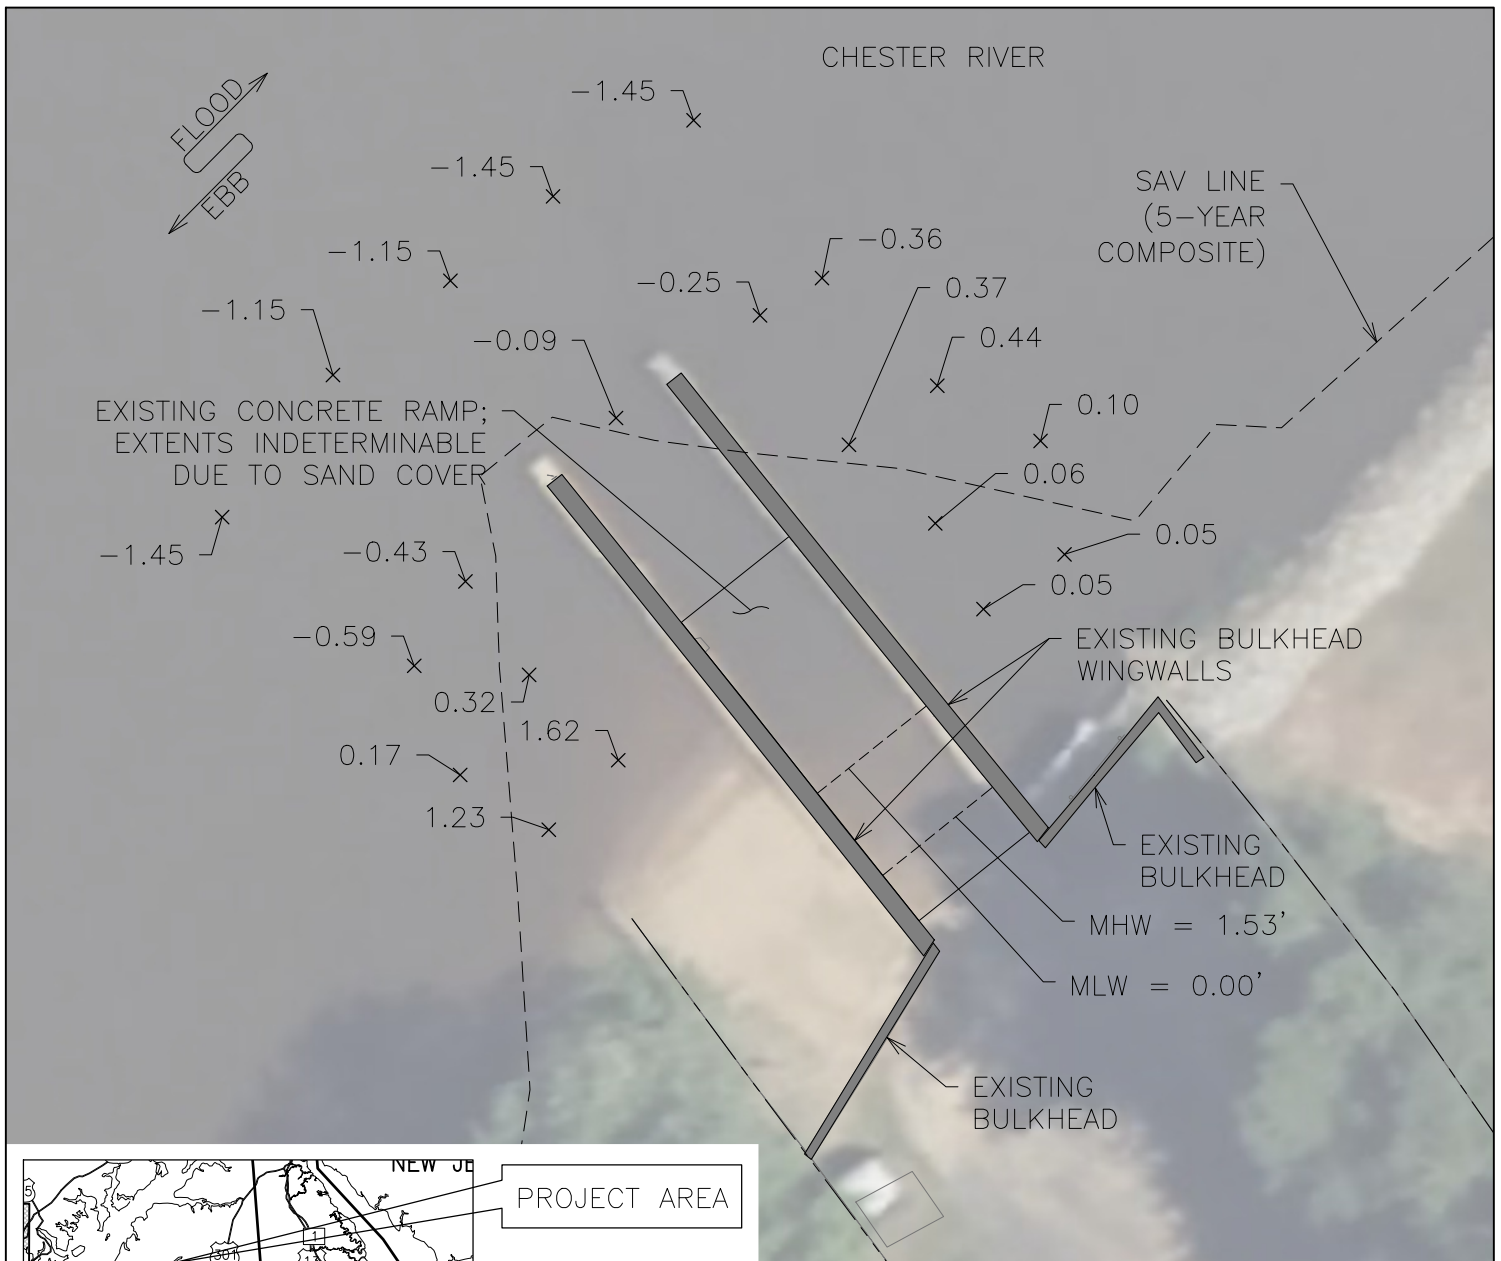 CHESTER RIVER
FLOOD
EBB
-1.45
-1.45
-1.15
-1.15
-0.36
-0.25
0.37
-0.09
0.44
SAV LINE
(5-YEAR
COMPOSITE)
0.10
EXISTING CONCRETE RAMP;
EXTENTS INDETERMINABLE
DUE TO SAND COVER
0.06
-1.45
-0.43
0.05
0.05
-0.59
0.32
EXISTING BULKHEAD
WINGWALLS
1.62
0.17
1.23
EXISTING
BULKHEAD
MHW = 1.53'
MLW = 0.00'
EXISTING
BULKHEAD
NEW JE
PROJECT AREA
5
1
301